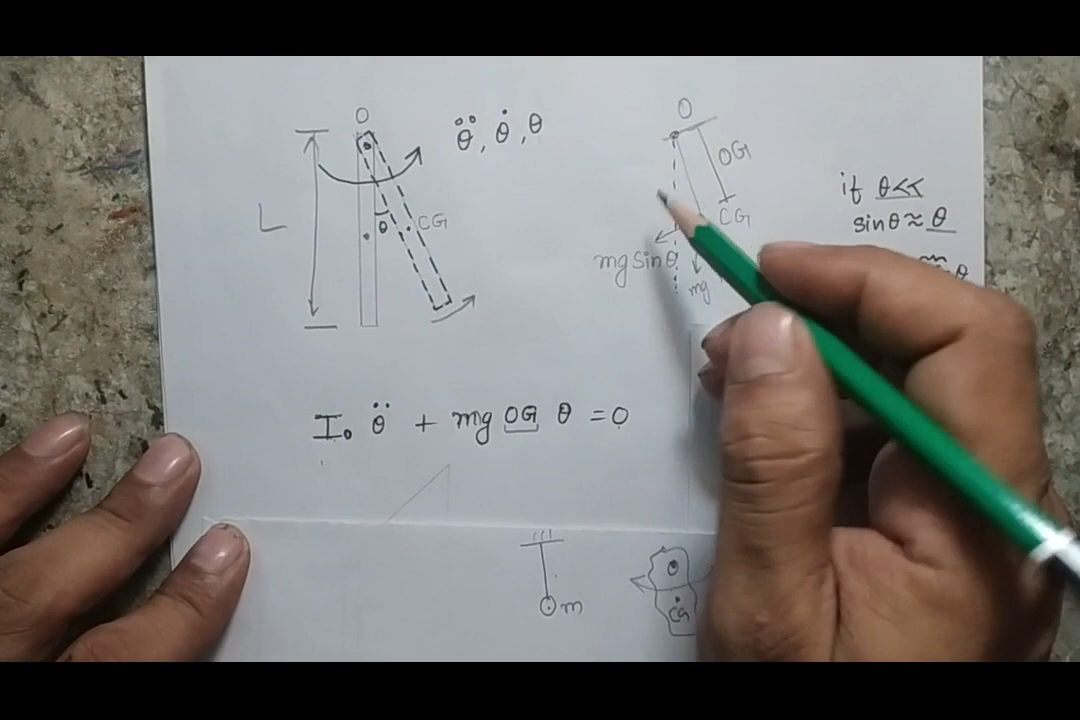 O
θ̈, θ̇, θ
L
θ
CG
O
OG
CG
mg sinθ
mg
if θ<<
sinθ ≈ θ
I₀ θ̈ + mg OG θ = 0
m
CG